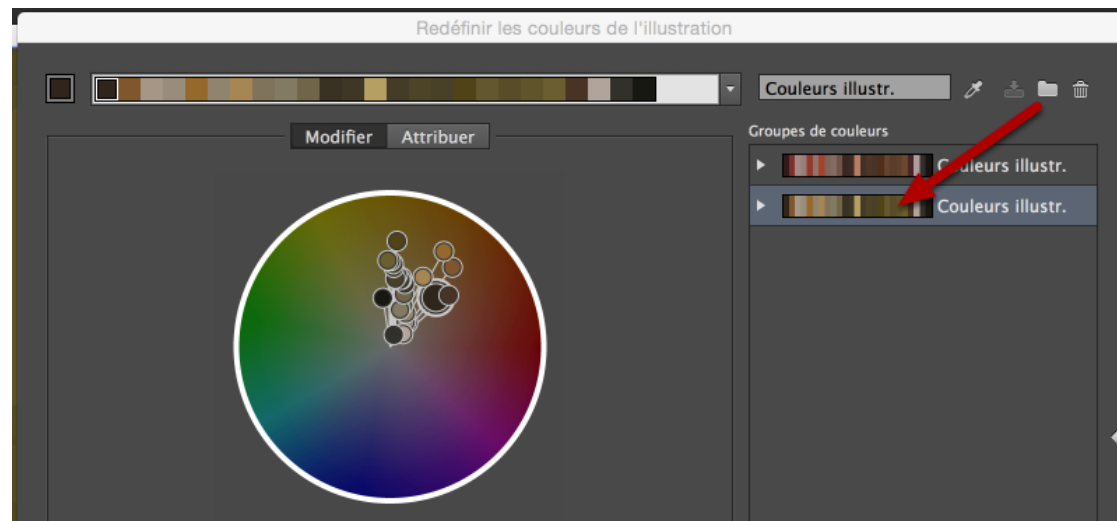 Redéfinir les couleurs de l'illustration
Couleurs illustr.
Modifier Attribuer
Groupes de couleurs
Couleurs illustr.
Couleurs illustr.